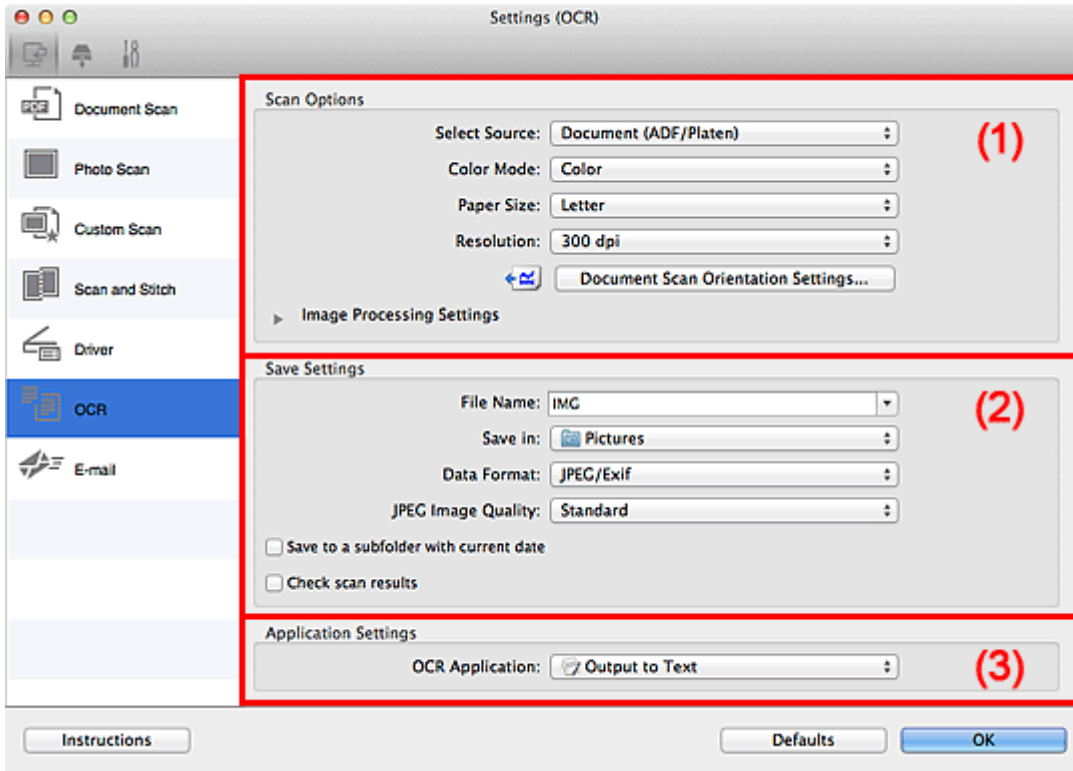 Settings (OCR)
PDF
Document Scan
Photo Scan
Custom Scan
Scan and Stitch
Driver
OCR
E-mail
Scan Options
(1)
Select Source: Document (ADF/Platen)
Color Mode: Color
Paper Size: Letter
Resolution: 300 dpi
Document Scan Orientation Settings...
Image Processing Settings
Save Settings
(2)
File Name: IMG
Save in: Pictures
Data Format: JPEG/Exif
JPEG Image Quality: Standard
Save to a subfolder with current date
Check scan results
Application Settings
(3)
OCR Application: Output to Text
Instructions
Defaults
OK